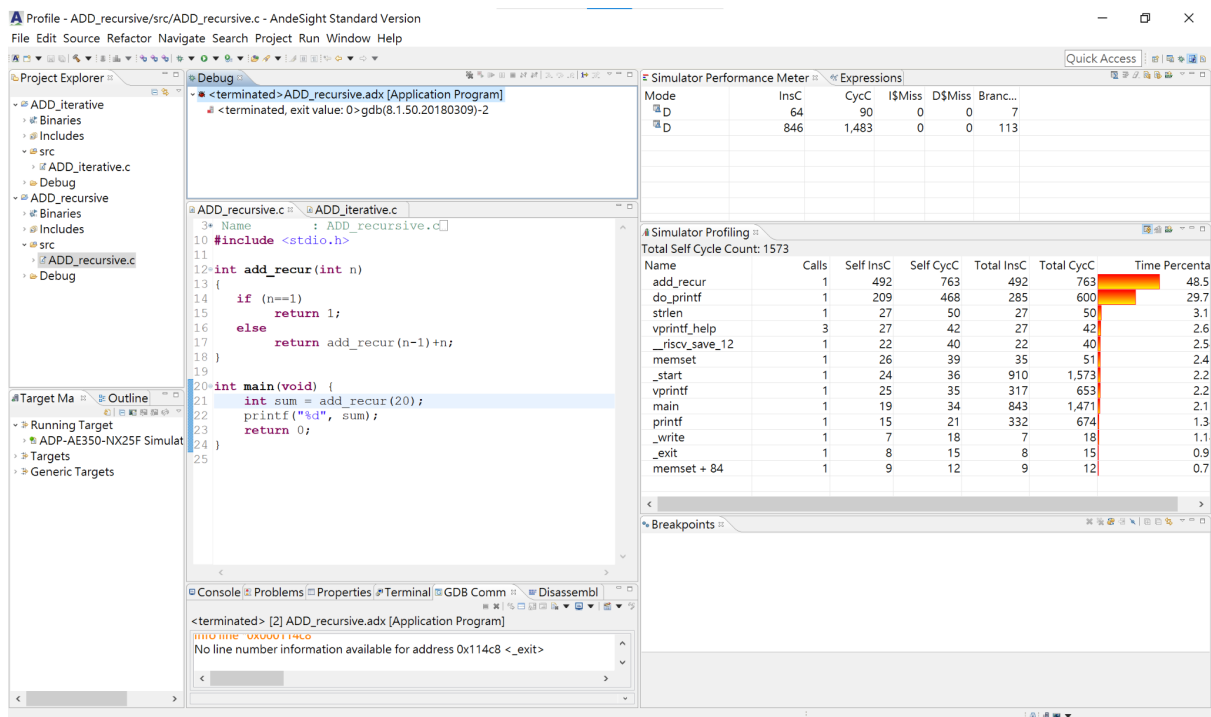 Profile - ADD_recursive/src/ADD_recursive.c - AndeSight Standard Version
File Edit Source Refactor Navigate Search Project Run Window Help
Quick Access
Project Explorer
ADD_iterative
Binaries
Includes
src
ADD_iterative.c
Debug
ADD_recursive
Binaries
Includes
src
ADD_recursive.c
Debug
Target Ma Outline
Running Target
ADP-AE350-NX25F Simulat
Targets
Generic Targets
Debug
<terminated>ADD_recursive.adx [Application Program]
<terminated, exit value: 0>gdb(8.1.50.20180309)-2
ADD_recursive.c ADD_iterative.c
3 Name : ADD_recursive.c
10 #include <stdio.h>
11
12 int add_recur(int n)
13 {
14 if (n==1)
15 return 1;
16 else
17 return add_recur(n-1)+n;
18 }
19
20 int main(void) {
21 int sum = add_recur(20);
22 printf("%d", sum);
23 return 0;
24 }
25
Console Problems Properties Terminal GDB Comm Disassembl
<terminated> [2] ADD_recursive.adx [Application Program]
No line number information available for address 0x114c8 <_exit>
Simulator Performance Meter Expressions
Mode InsC CycC I$Miss D$Miss Branc...
D 64 90 0 0 7
D 846 1,483 0 0 113
Simulator Profiling
Total Self Cycle Count: 1573
Name Calls Self InsC Self CycC Total InsC Total CycC Time Percenta
add_recur 1 492 763 492 763 48.5
do_printf 1 209 468 285 600 29.7
strlen 1 27 50 27 50 3.1
vprintf_help 3 27 42 27 42 2.6
__riscv_save_12 1 22 40 22 40 2.5
memset 1 26 39 35 51 2.4
_start 1 24 36 910 1,573 2.2
vprintf 1 25 35 317 653 2.2
main 1 19 34 843 1,471 2.1
printf 1 15 21 332 674 1.3
_write 1 7 18 7 18 1.1
_exit 1 8 15 8 15 0.9
memset + 84 1 9 12 9 12 0.7
Breakpoints